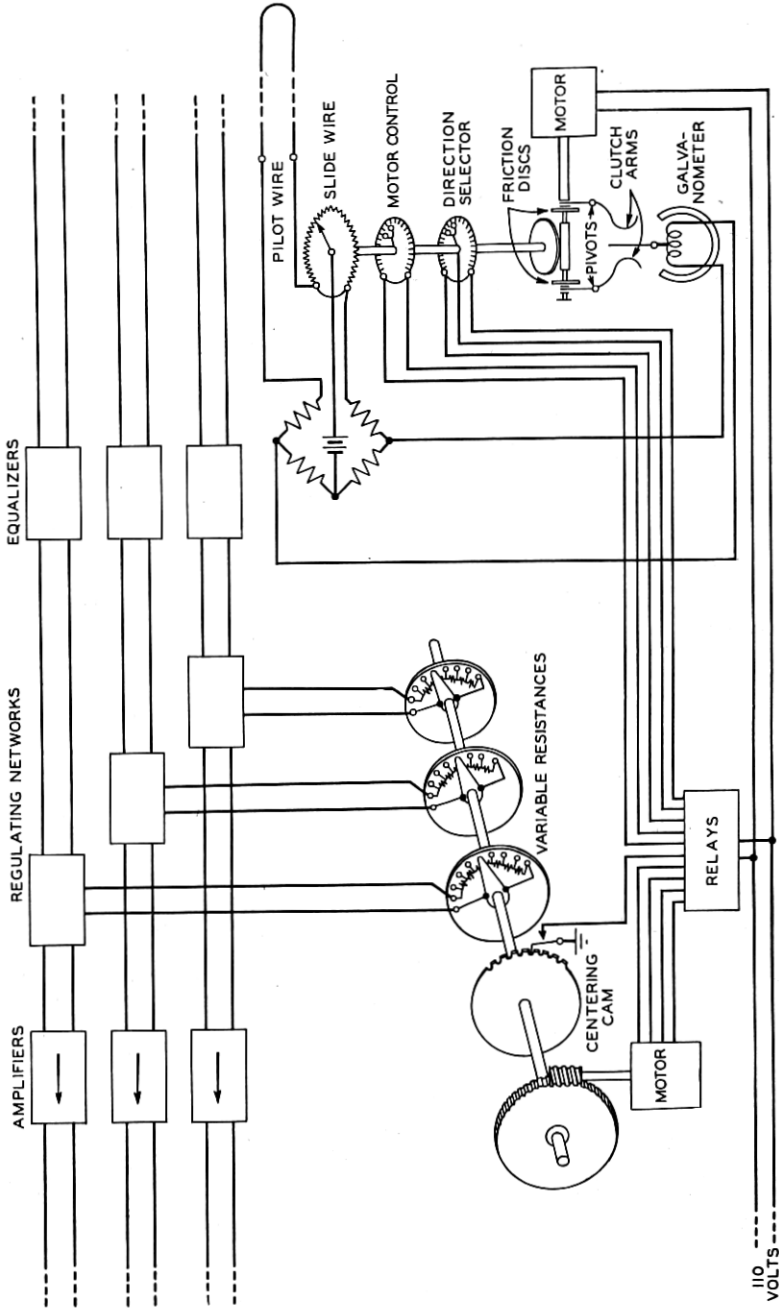 AMPLIFIERS
REGULATING NETWORKS
EQUALIZERS
PILOT WIRE
SLIDE WIRE
MOTOR CONTROL
DIRECTION
SELECTOR
FRICTION
DISCS
MOTOR
PIVOTS
CLUTCH
ARMS
GALVA-
NOMETER
VARIABLE RESISTANCES
CENTERING
CAM
MOTOR
RELAYS
110
VOLTS